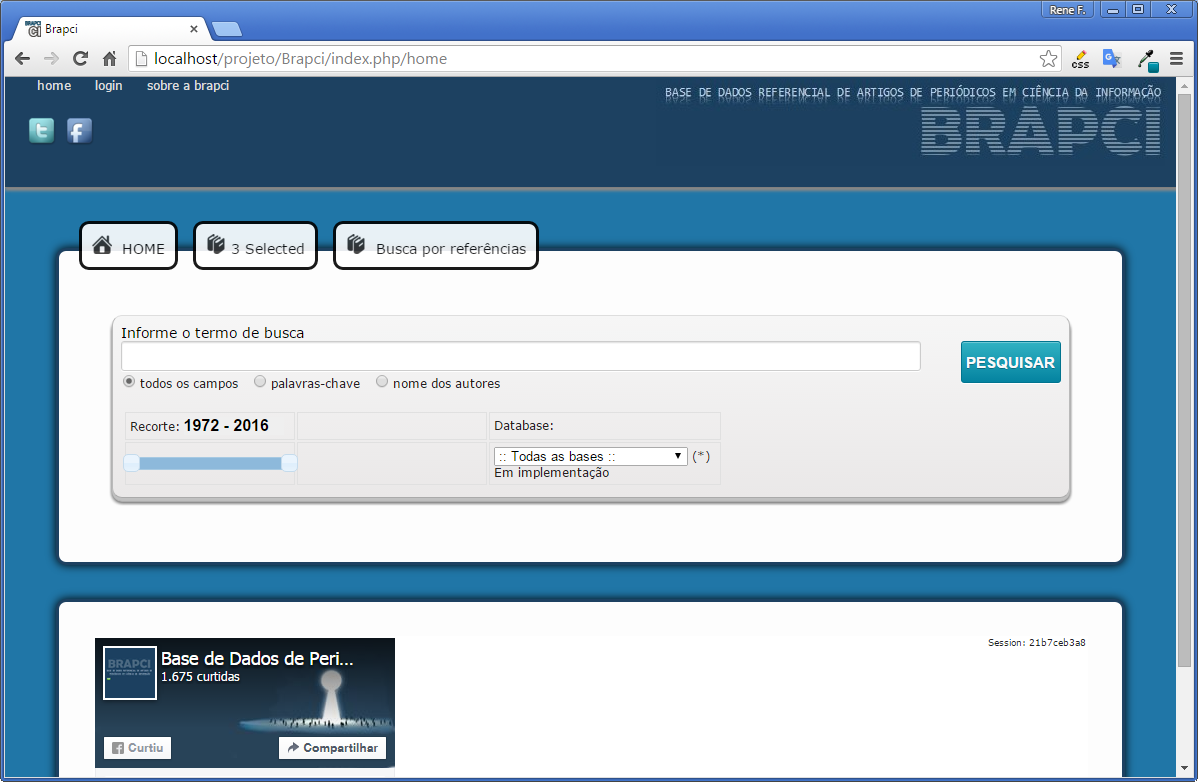 Rene F.
Brapci
localhost/projeto/Brapci/index.php/home
css
home login sobre a brapci
BASE DE DADOS REFERENCIAL DE ARTIGOS DE PERIÓDICOS EM CIÊNCIA DA INFORMAÇÃO
BRAPCI
HOME 3 Selected Busca por referências
Informe o termo de busca
PESQUISAR
todos os campos palavras-chave nome dos autores
Recorte: 1972 - 2016 Database:
:: Todas as bases :: (*)
Em implementação
Session: 21b7ceb3a8
BRAPCI
Base de Dados de Peri...
1.675 curtidas
Curtiu Compartilhar